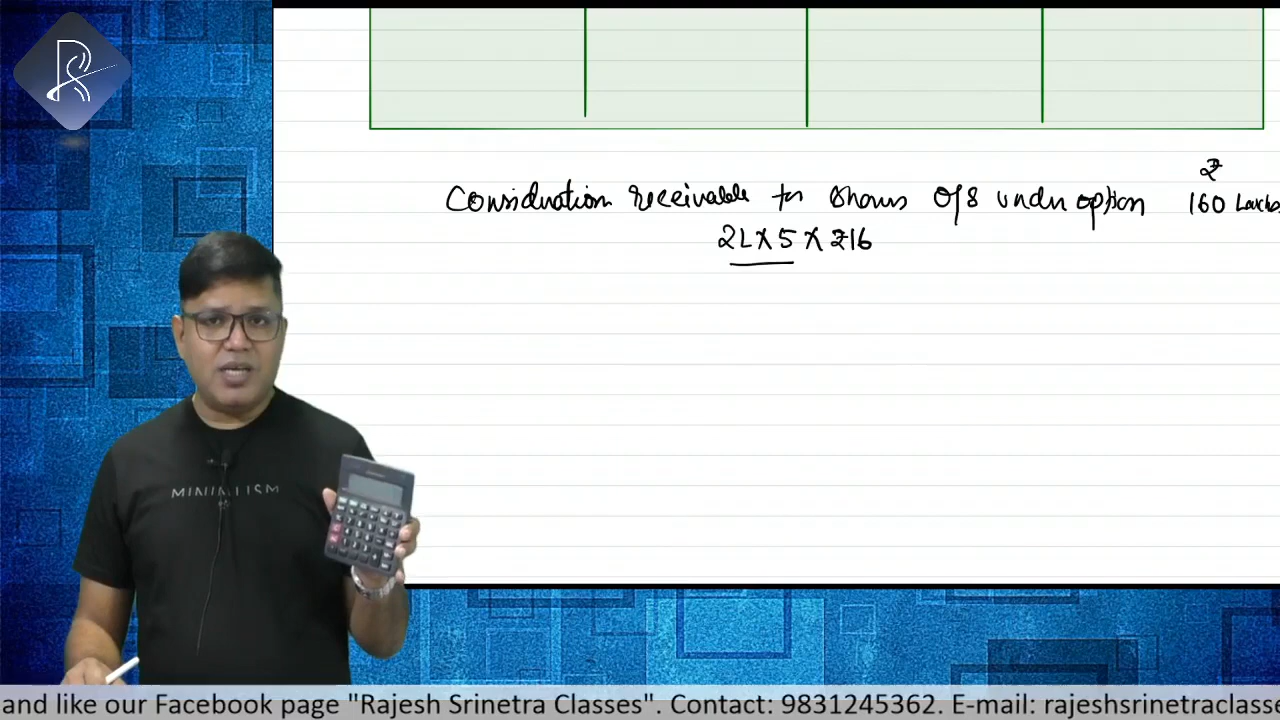 ₹
Consideration receivable for shares O/S under option 160 Lakhs
2L X 5 X ₹16
MINIMALISM
and like our Facebook page "Rajesh Srinetra Classes". Contact: 9831245362. E-mail: rajeshsrinetraclasse